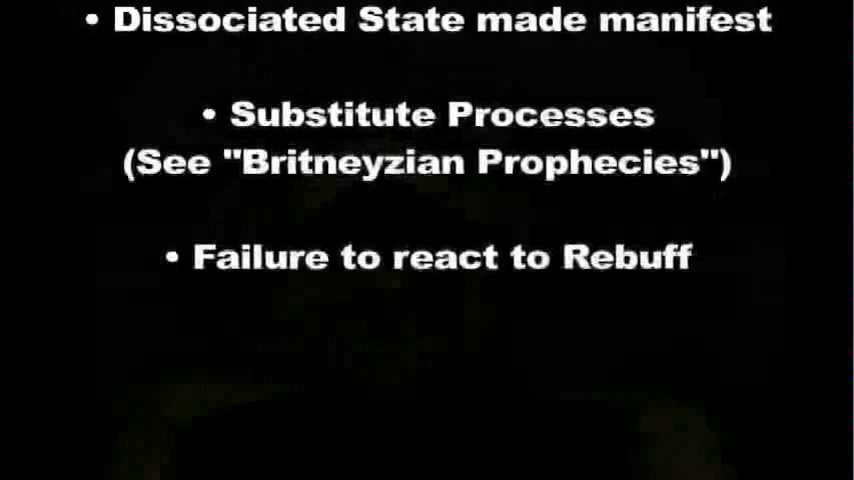 • Dissociated State made manifest
• Substitute Processes
(See "Britneyzian Prophecies")
• Failure to react to Rebuff